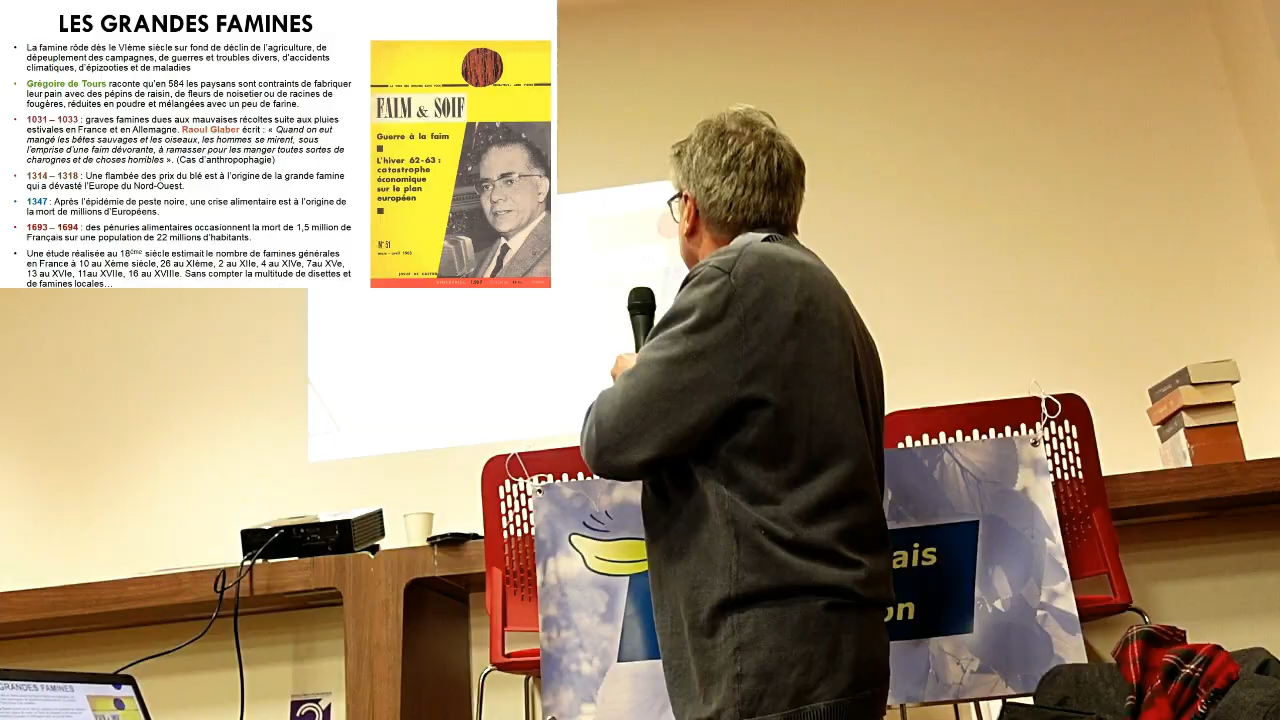 LES GRANDES FAMINES
• La famine rôde dès le VIème siècle sur fond de déclin de l'agriculture, de
dépeuplement des campagnes, de guerres et troubles divers, d'accidents
climatiques, d'épizooties et de maladies
• Grégoire de Tours raconte qu'en 584 les paysans sont contraints de fabriquer
leur pain avec des pépins de raisin, de fleurs de noisetier ou de racines de
fougères, réduites en poudre et mélangées avec un peu de farine.
• 1031 – 1033 : graves famines dues aux mauvaises récoltes suite aux pluies
estivales en France et en Allemagne. Raoul Glaber écrit : « Quand on eut
mangé les bêtes sauvages et les oiseaux, les hommes se mirent, sous
l'emprise d'une faim dévorante, à ramasser pour les manger toutes sortes de
charognes et de choses horribles ». (Cas d'anthropophagie)
• 1314 – 1318 : Une flambée des prix du blé est à l'origine de la grande famine
qui a dévasté l'Europe du Nord-Ouest.
• 1347 : Après l'épidémie de peste noire, une crise alimentaire est à l'origine de
la mort de millions d'Européens.
• 1693 – 1694 : des pénuries alimentaires occasionnent la mort de 1,5 million de
Français sur une population de 22 millions d'habitants.
• Une étude réalisée au 18ème siècle estimait le nombre de famines générales
en France à 10 au Xème siècle, 26 au XIème, 2 au XIIe, 4 au XIVe, 7au XVe,
13 au XVIe, 11au XVIIe, 16 au XVIIIe. Sans compter la multitude de disettes et
de famines locales…
FAIM & SOIF
Guerre à la faim
L'hiver 62-63 :
catastrophe
économique
sur le plan
européen
N° 51
mars - avril 1963
ais
on
GRANDES FAMINES